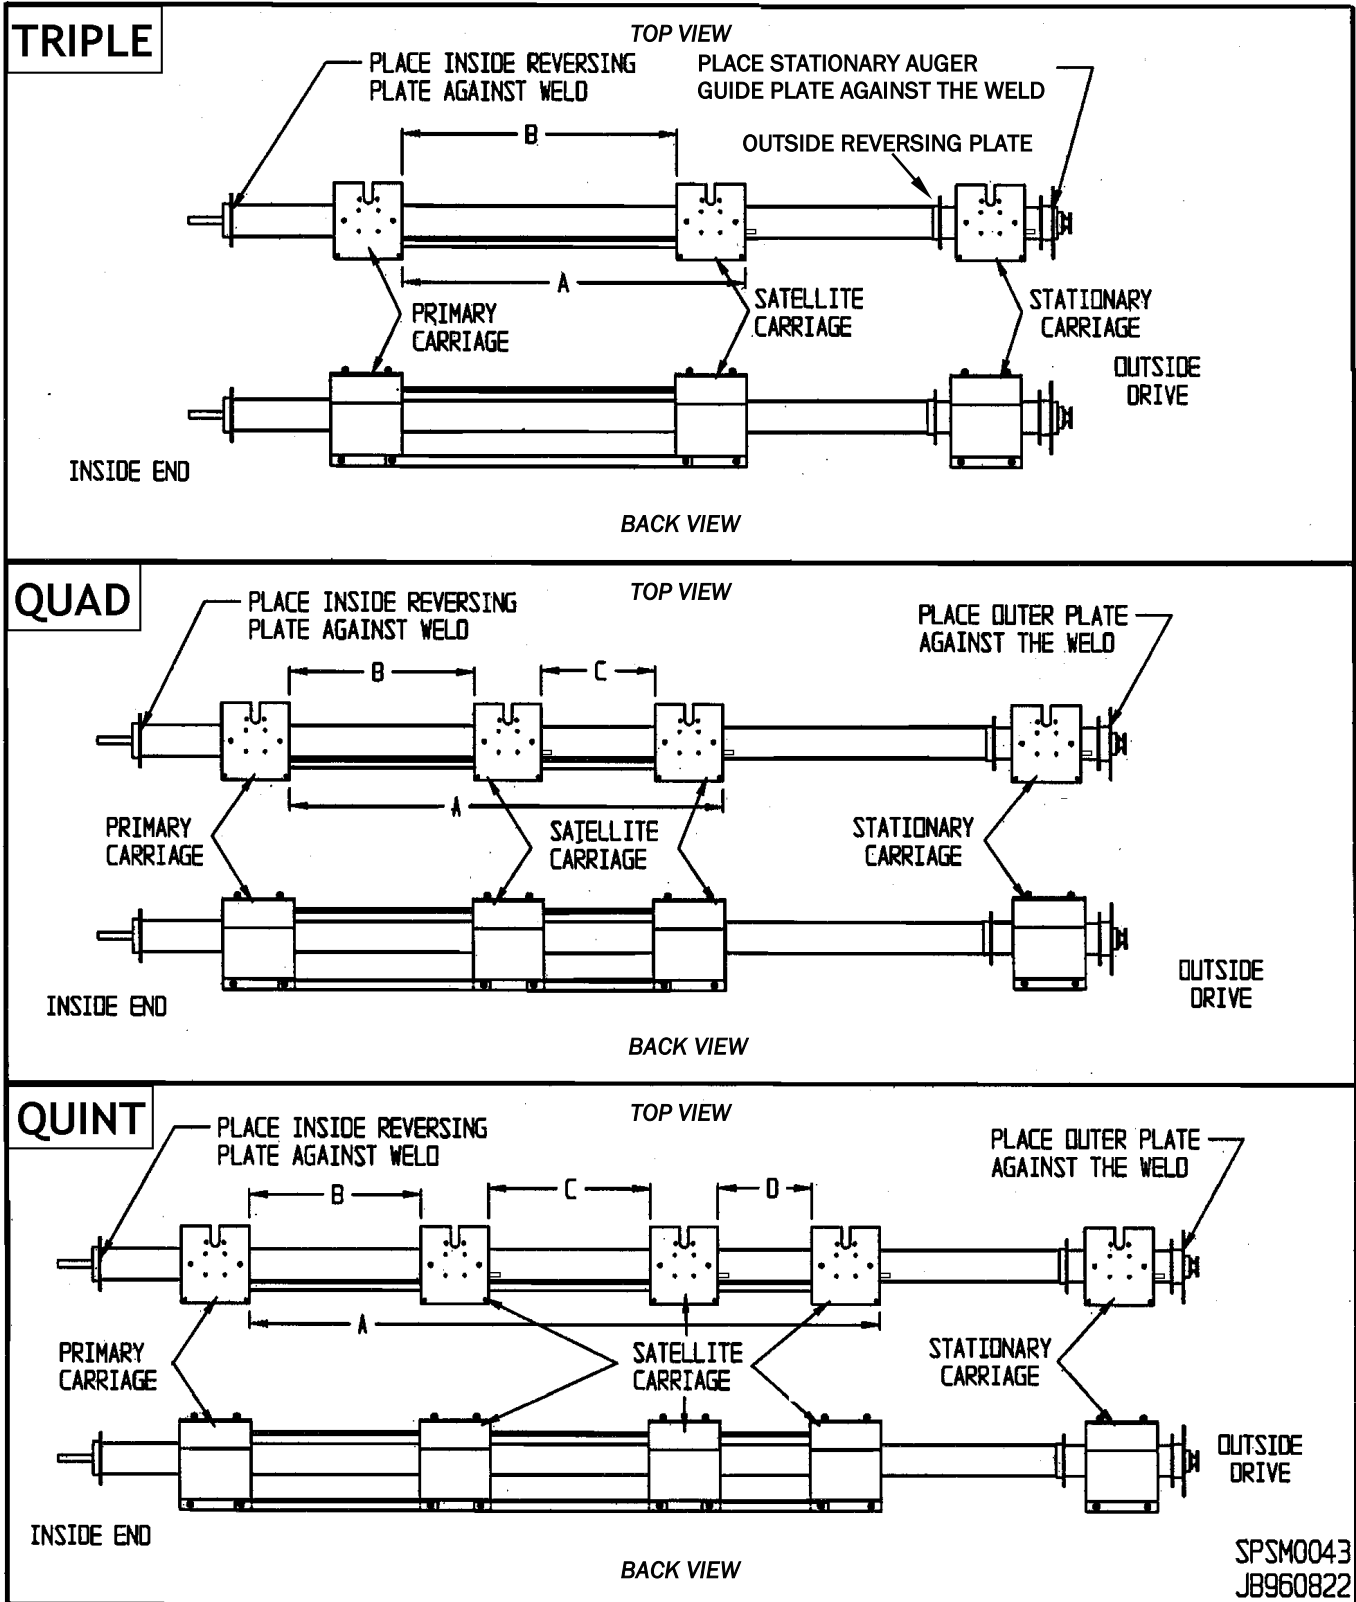 TRIPLE
TOP VIEW
PLACE INSIDE REVERSING
PLATE AGAINST WELD
PLACE STATIONARY AUGER
GUIDE PLATE AGAINST THE WELD
B
OUTSIDE REVERSING PLATE
A
PRIMARY
CARRIAGE
SATELLITE
CARRIAGE
STATIONARY
CARRIAGE
OUTSIDE
DRIVE
INSIDE END
BACK VIEW
QUAD
TOP VIEW
PLACE INSIDE REVERSING
PLATE AGAINST WELD
PLACE OUTER PLATE
AGAINST THE WELD
B
C
A
PRIMARY
CARRIAGE
SATELLITE
CARRIAGE
STATIONARY
CARRIAGE
OUTSIDE
DRIVE
INSIDE END
BACK VIEW
QUINT
TOP VIEW
PLACE INSIDE REVERSING
PLATE AGAINST WELD
PLACE OUTER PLATE
AGAINST THE WELD
B
C
D
A
PRIMARY
CARRIAGE
SATELLITE
CARRIAGE
STATIONARY
CARRIAGE
OUTSIDE
DRIVE
INSIDE END
BACK VIEW
SPSM0043
JB960822